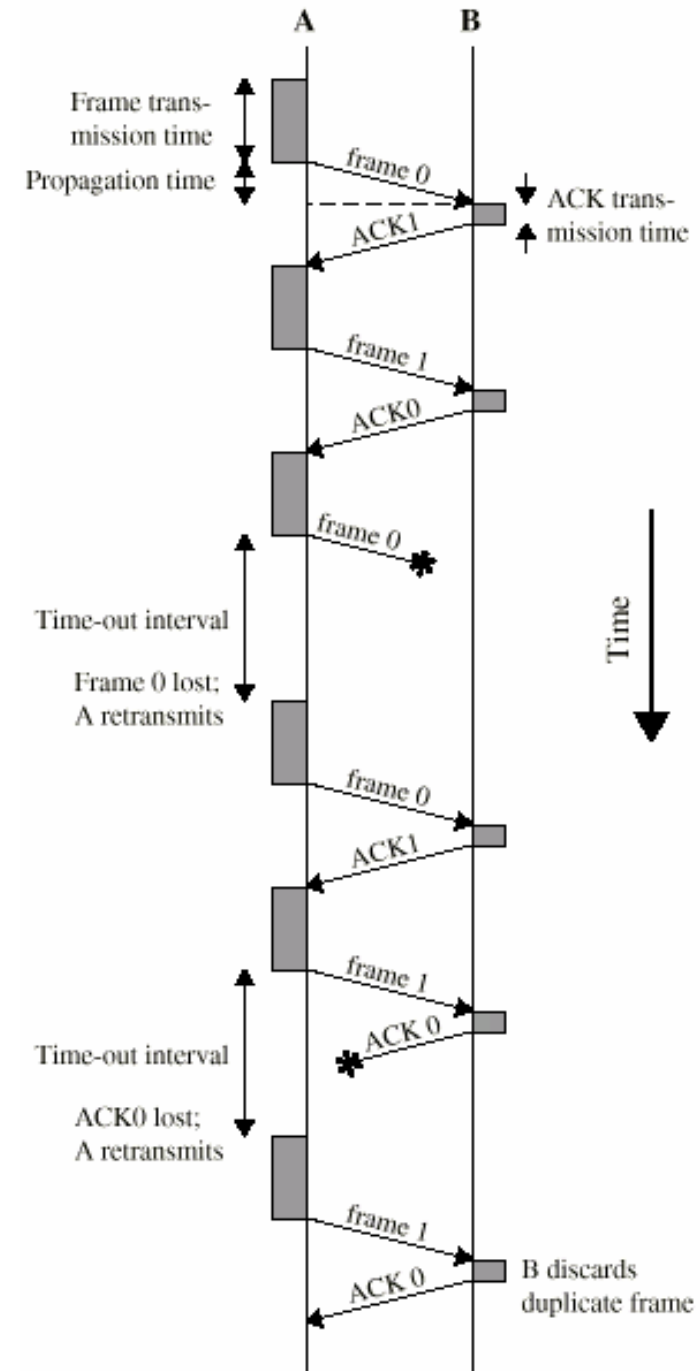 A B
Frame trans-
mission time
frame 0
Propagation time
ACK trans-
mission time
ACK1
frame 1
ACK0
frame 0
Time-out interval
Time
Frame 0 lost;
A retransmits
frame 0
ACK1
frame 1
ACK 0
Time-out interval
ACK0 lost;
A retransmits
frame 1
ACK 0
B discards
duplicate frame